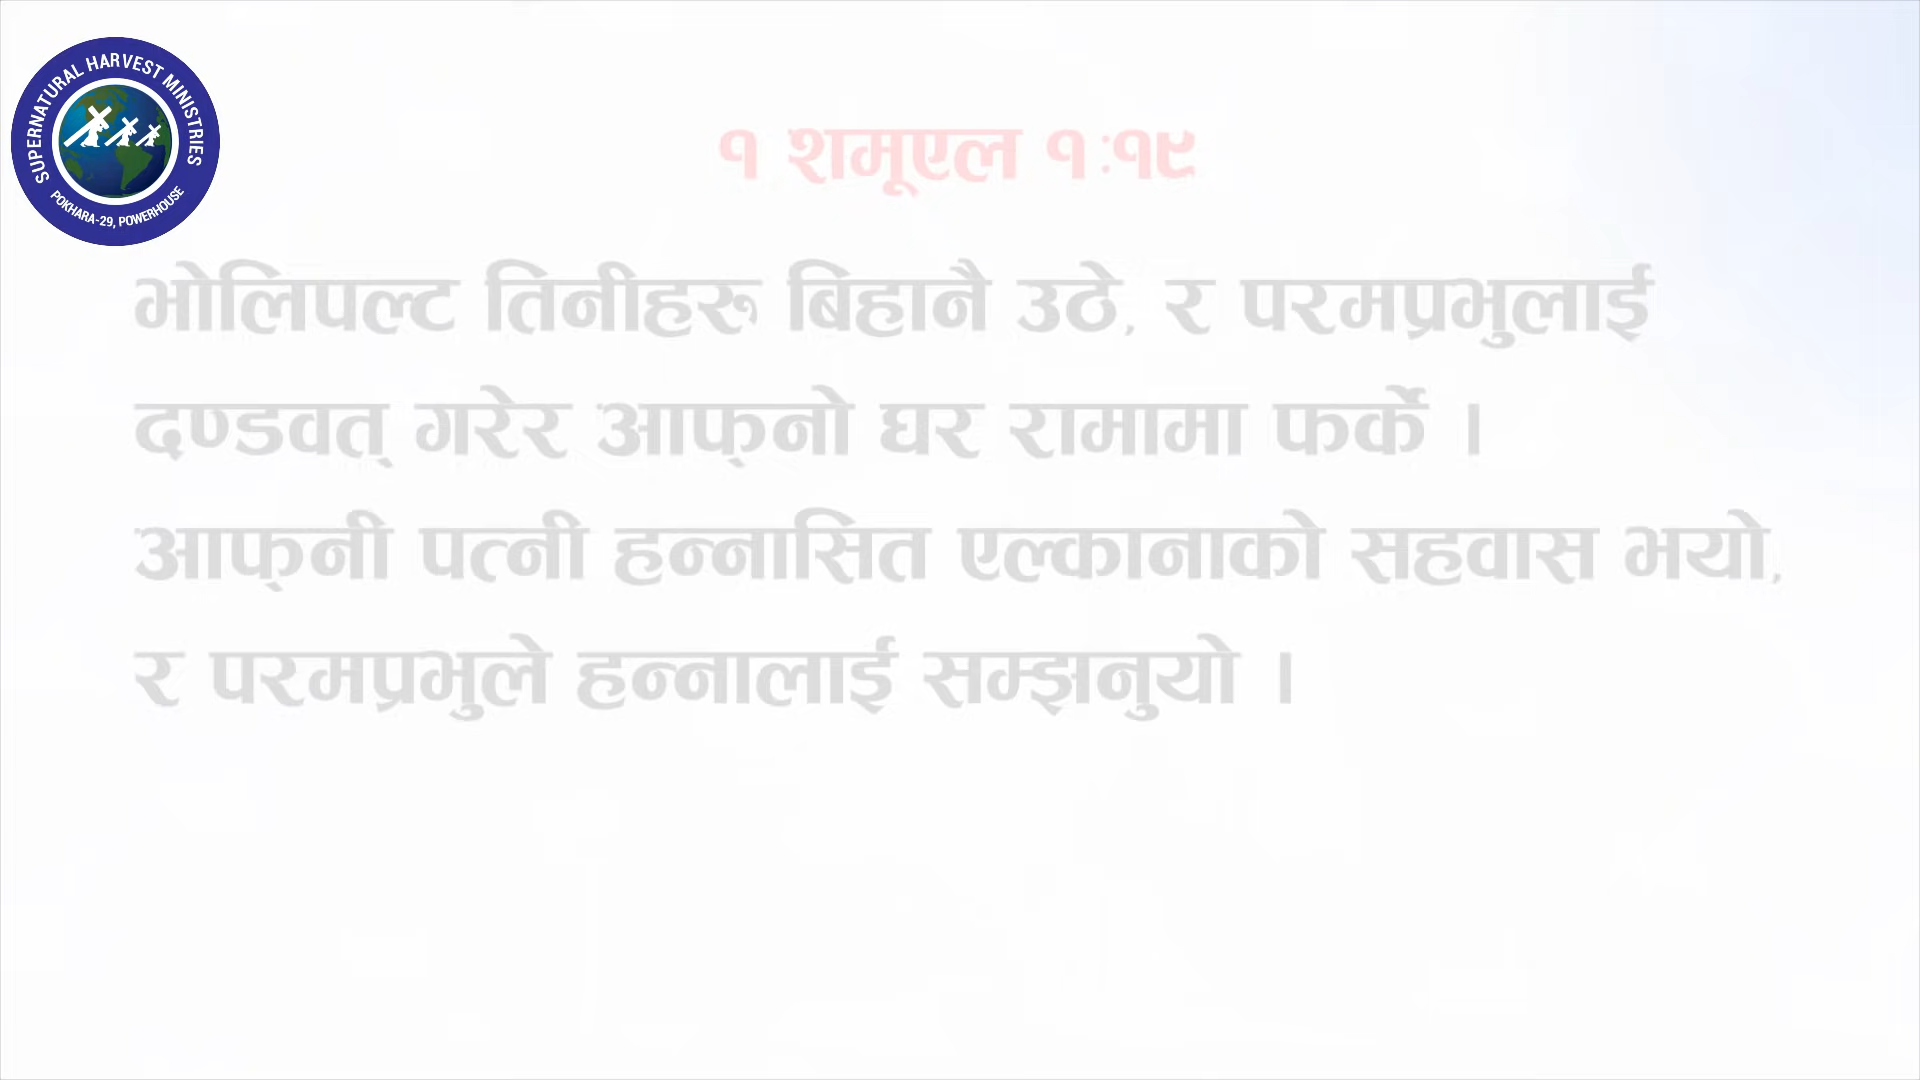 SUPERNATURAL HARVEST MINISTRIES
POKHARA-29, POWERHOUSE
१ शमूएल १:१९
भोलिपल्ट तिनीहरु बिहानै उठे, र परमप्रभुलाई
दण्डवत् गरेर आफ्‌नो घर रामामा फर्के ।
आफ्‌नी पत्नी हन्नासित एल्कानाको सहवास भयो,
र परमप्रभुले हन्नालाई सम्झनुयो ।